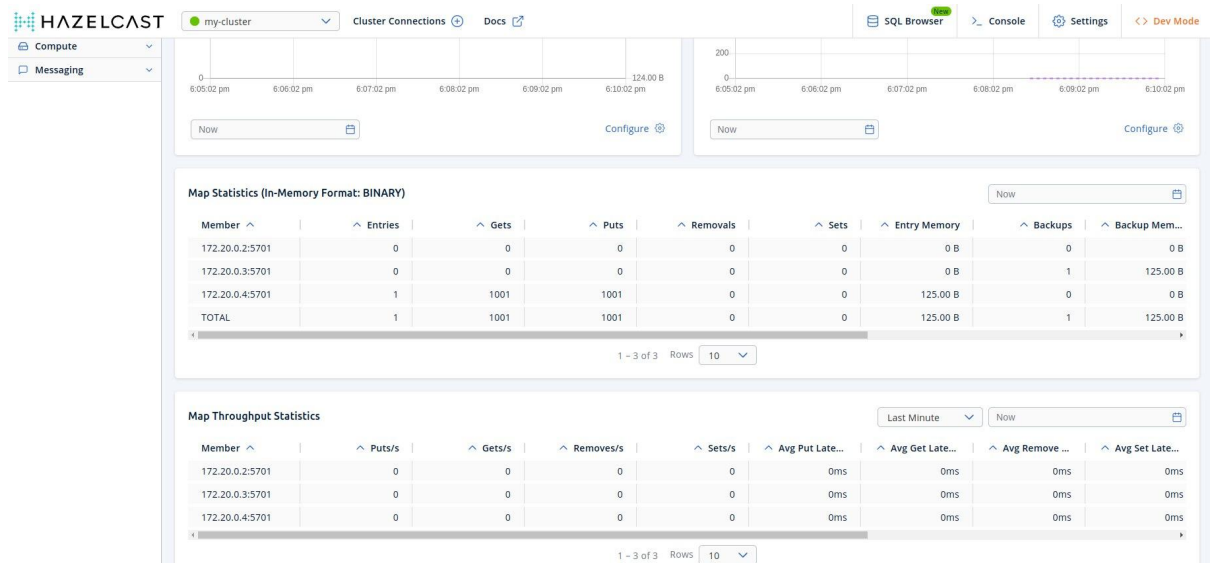 HAZELCAST my-cluster Cluster Connections Docs SQL Browser New Console Settings <> Dev Mode
Compute
Messaging
0 124.00 B
6:05:02 pm 6:06:02 pm 6:07:02 pm 6:08:02 pm 6:09:02 pm 6:10:02 pm
200
0
6:05:02 pm 6:06:02 pm 6:07:02 pm 6:08:02 pm 6:09:02 pm 6:10:02 pm
Now Configure
Now Configure
Map Statistics (In-Memory Format: BINARY) Now
Member Entries Gets Puts Removals Sets Entry Memory Backups Backup Mem...
172.20.0.2:5701 0 0 0 0 0 0 B 0 0 B
172.20.0.3:5701 0 0 0 0 0 0 B 1 125.00 B
172.20.0.4:5701 1 1001 1001 0 0 125.00 B 0 0 B
TOTAL 1 1001 1001 0 0 125.00 B 1 125.00 B
1 – 3 of 3 Rows 10
Map Throughput Statistics Last Minute Now
Member Puts/s Gets/s Removes/s Sets/s Avg Put Late... Avg Get Late... Avg Remove ... Avg Set Late...
172.20.0.2:5701 0 0 0 0 0ms 0ms 0ms 0ms
172.20.0.3:5701 0 0 0 0 0ms 0ms 0ms 0ms
172.20.0.4:5701 0 0 0 0 0ms 0ms 0ms 0ms
1 – 3 of 3 Rows 10